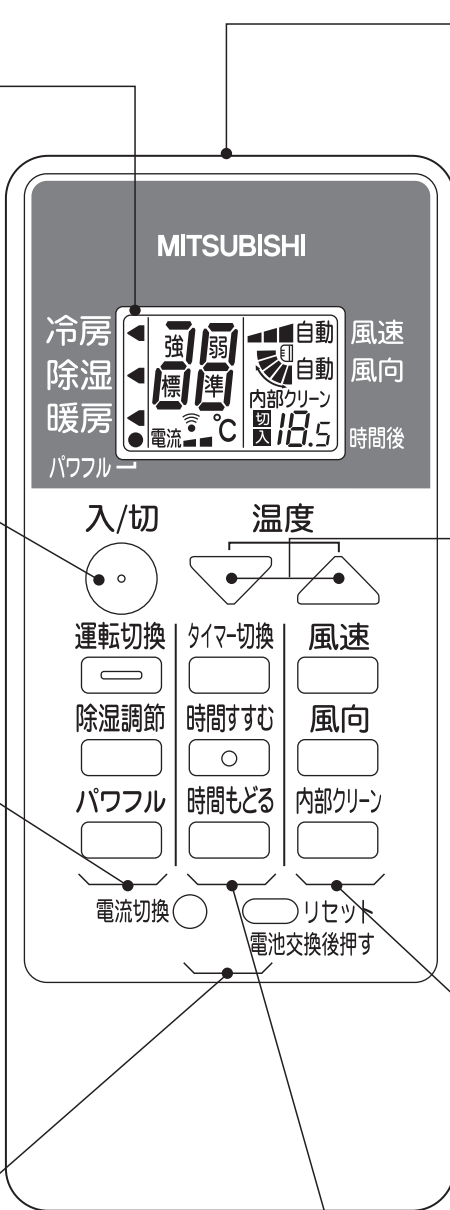 MITSUBISHI
冷房
除湿
暖房
パワフル
強 弱
標 準
88
電流 ℃
自動 風速
自動 風向
内部クリーン
切
入 18.5 時間後
入/切 温度
運転切換 タイマー切換 風速
除湿調節 時間すすむ 風向
パワフル 時間もどる 内部クリーン
電流切換 リセット
電池交換後押す